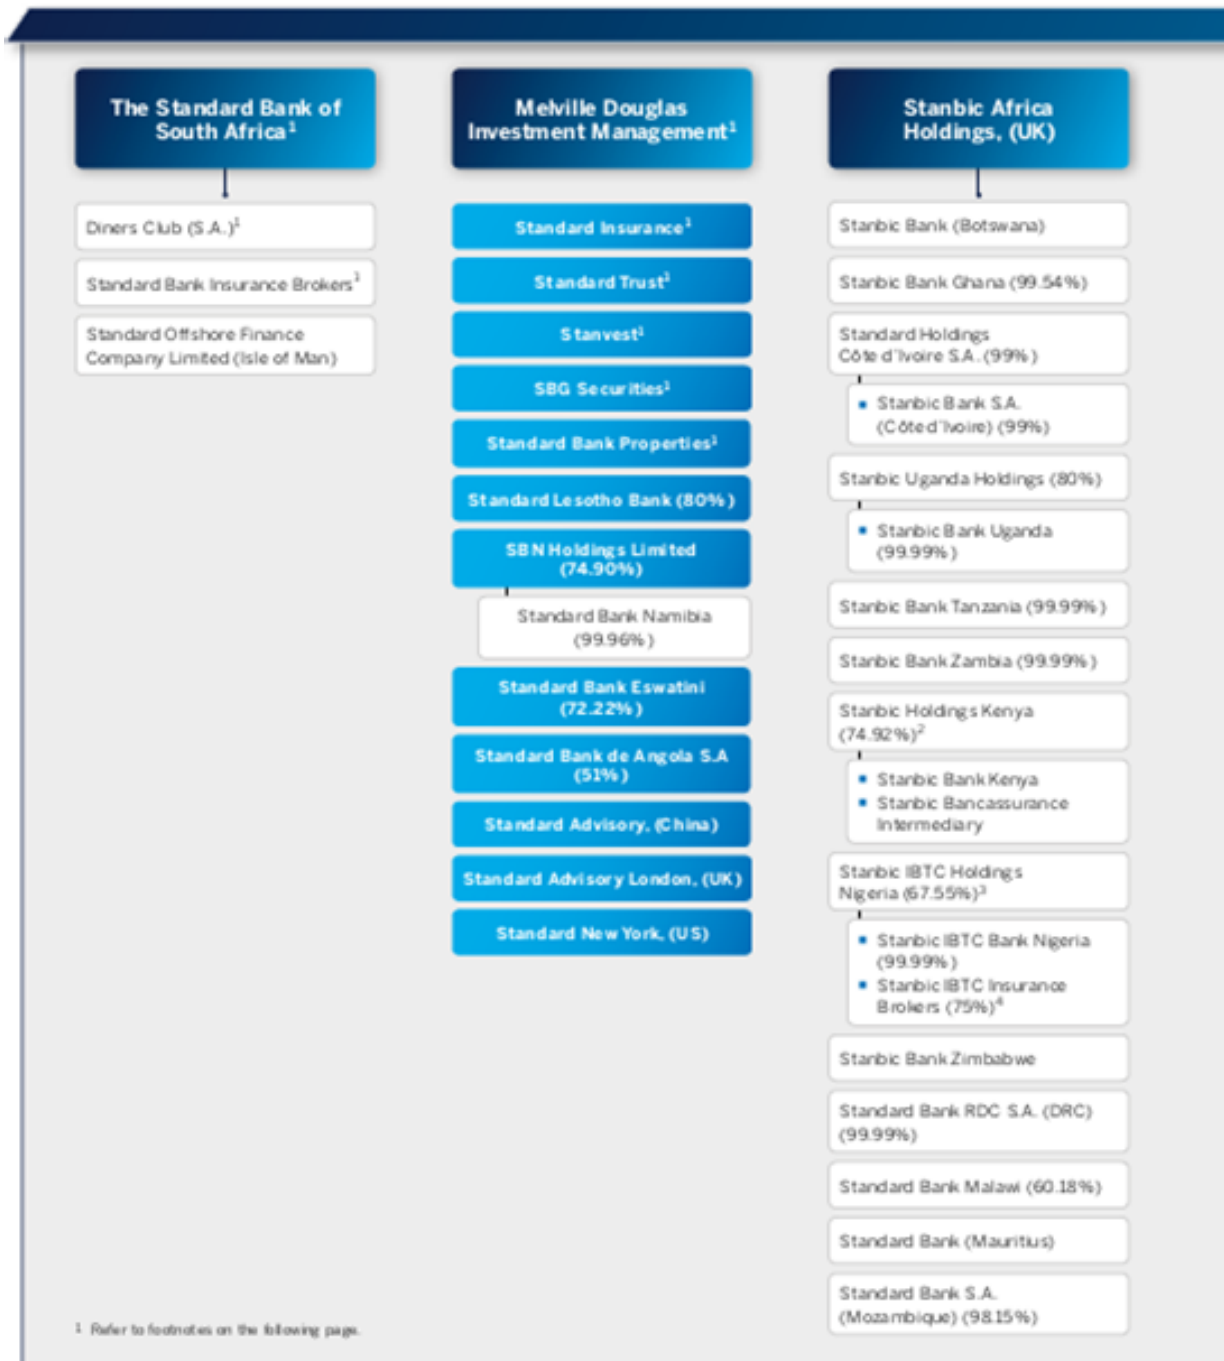 The Standard Bank of
South Africa¹
Diners Club (S.A.)¹
Standard Bank Insurance Brokers¹
Standard Offshore Finance
Company Limited (Isle of Man)
Melville Douglas
Investment Management¹
Standard Insurance¹
Standard Trust¹
Stanvest¹
SBG Securities¹
Standard Bank Properties¹
Standard Lesotho Bank (80%)
SBN Holdings Limited
(74.90%)
Standard Bank Namibia
(99.96%)
Standard Bank Eswatini
(72.22%)
Standard Bank de Angola S.A
(51%)
Standard Advisory, (China)
Standard Advisory London, (UK)
Standard New York, (US)
Stanbic Africa
Holdings, (UK)
Stanbic Bank (Botswana)
Stanbic Bank Ghana (99.54%)
Standard Holdings
Côte d'Ivoire S.A. (99%)
▪ Stanbic Bank S.A.
(Côte d'Ivoire) (99%)
Stanbic Uganda Holdings (80%)
▪ Stanbic Bank Uganda
(99.99%)
Stanbic Bank Tanzania (99.99%)
Stanbic Bank Zambia (99.99%)
Stanbic Holdings Kenya
(74.92%)²
▪ Stanbic Bank Kenya
▪ Stanbic Bancassurance
Intermediary
Stanbic IBTC Holdings
Nigeria (67.55%)³
▪ Stanbic IBTC Bank Nigeria
(99.99%)
▪ Stanbic IBTC Insurance
Brokers (75%)⁴
Stanbic Bank Zimbabwe
Standard Bank RDC S.A. (DRC)
(99.99%)
Standard Bank Malawi (60.18%)
Standard Bank (Mauritius)
Standard Bank S.A.
(Mozambique) (98.15%)
¹ Refer to footnotes on the following page.